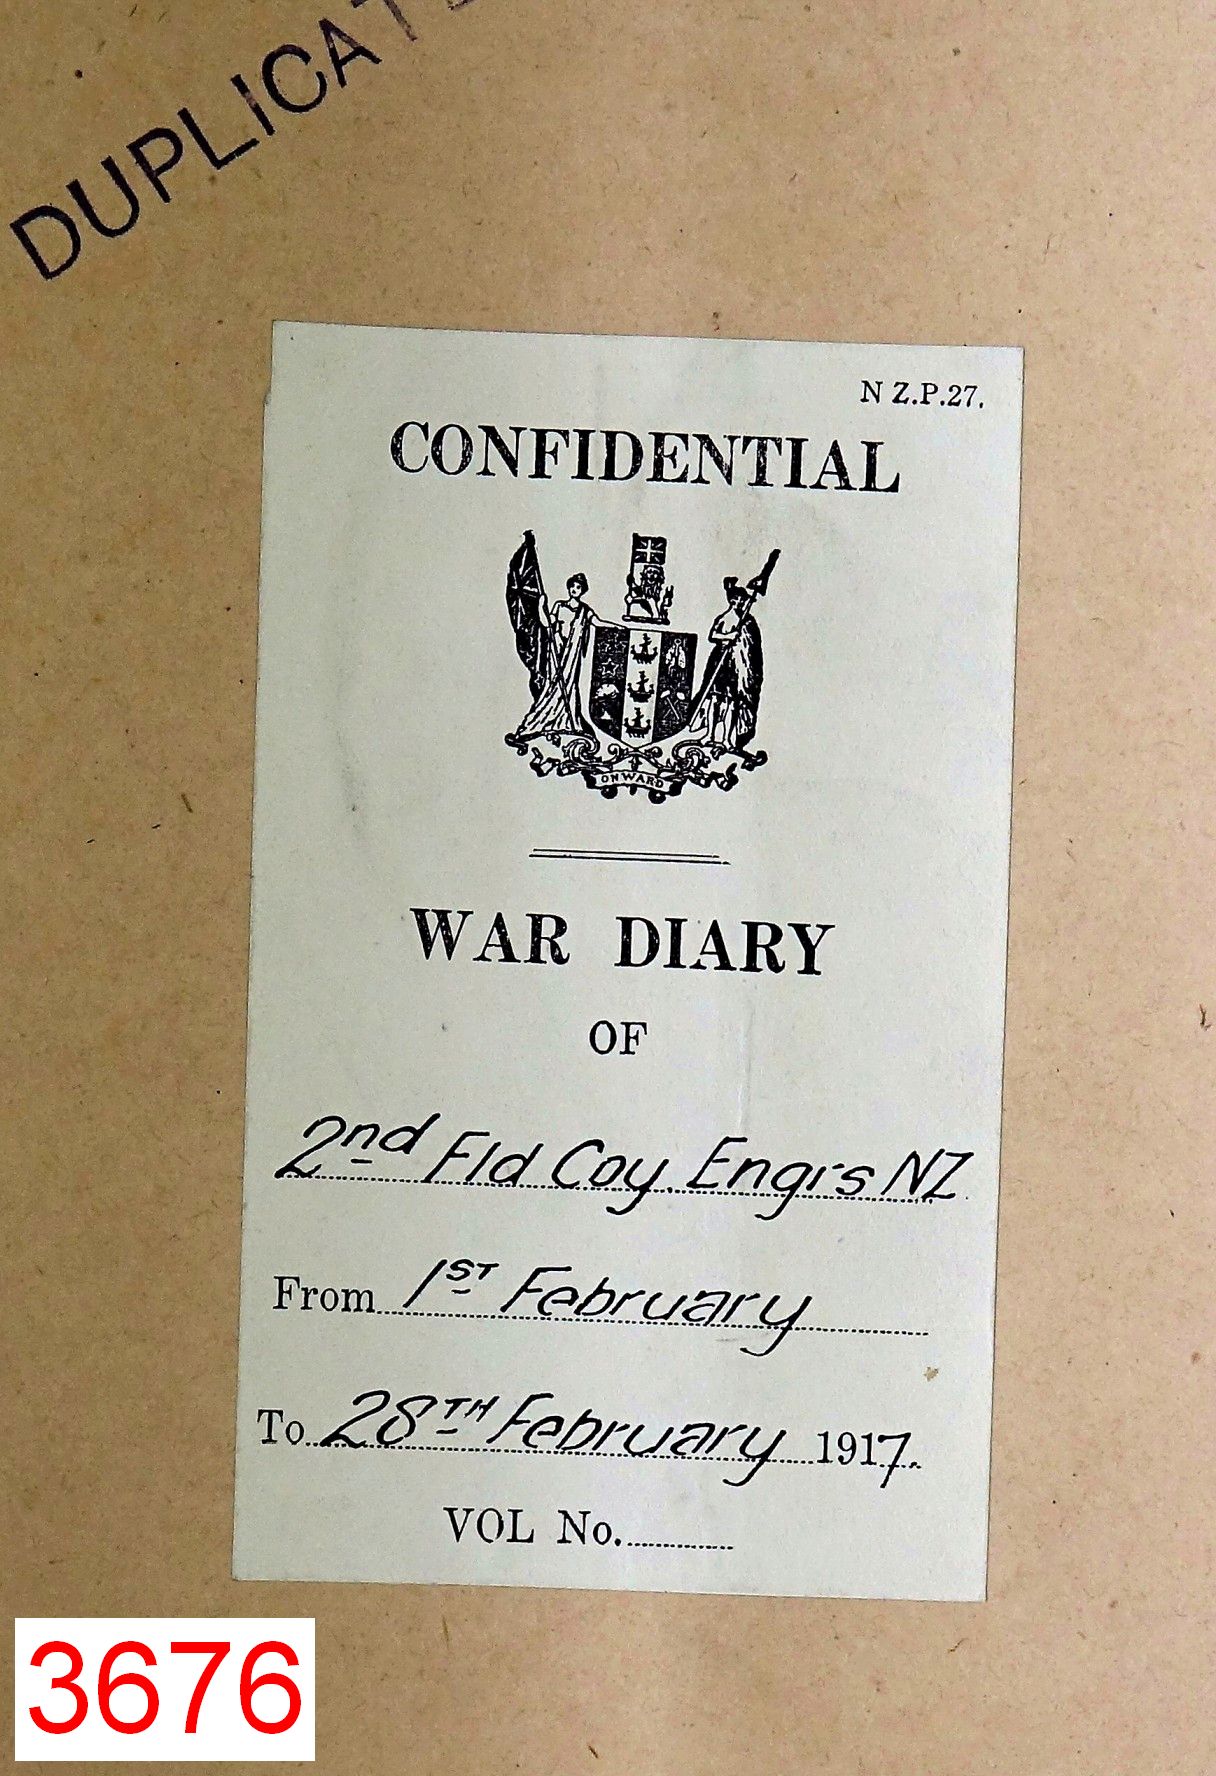 DUPLICATE
N Z.P.27.
CONFIDENTIAL
ONWARD
WAR DIARY
OF
2nd Fld Coy. Engrs NZ.
From 1ST February
To 28TH February 1917.
VOL No.
3676